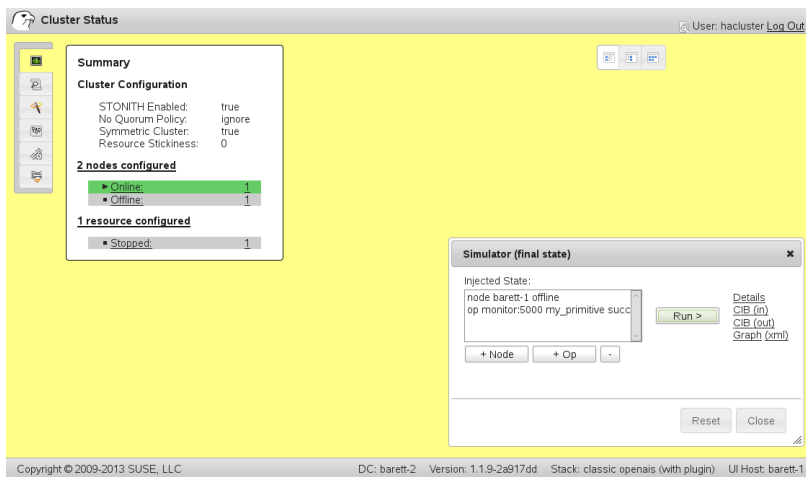 Cluster Status
User: hacluster Log Out
Summary
Cluster Configuration
STONITH Enabled: true
No Quorum Policy: ignore
Symmetric Cluster: true
Resource Stickiness: 0
2 nodes configured
Online: 1
Offline: 1
1 resource configured
Stopped: 1
Simulator (final state)
Injected State:
node barett-1 offline
op monitor:5000 my_primitive succ
Run >
Details
CIB (in)
CIB (out)
Graph (xml)
+ Node + Op -
Reset Close
Copyright © 2009-2013 SUSE, LLC DC: barett-2 Version: 1.1.9-2a917dd Stack: classic openais (with plugin) UI Host: barett-1